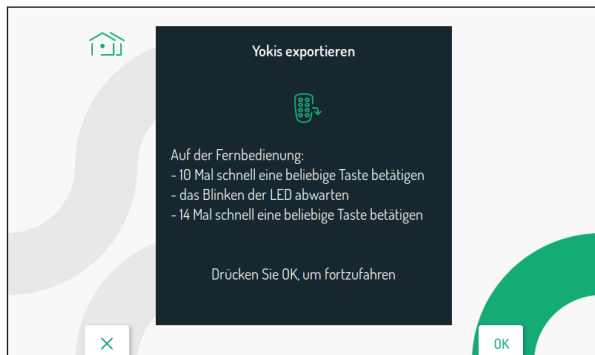 Yokis exportieren
Auf der Fernbedienung:
- 10 Mal schnell eine beliebige Taste betätigen
- das Blinken der LED abwarten
- 14 Mal schnell eine beliebige Taste betätigen
Drücken Sie OK, um fortzufahren
OK